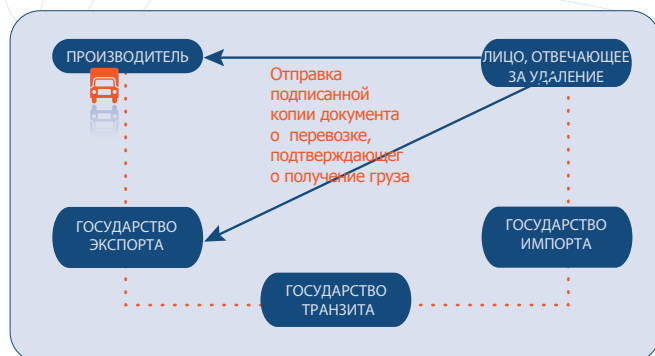 ПРОИЗВОДИТЕЛЬ
ЛИЦО, ОТВЕЧАЮЩЕЕ
ЗА УДАЛЕНИЕ
Отправка
подписанной
копии документа
о перевозке,
подтверждающег
о получение груза
ГОСУДАРСТВО
ЭКСПОРТА
ГОСУДАРСТВО
ИМПОРТА
ГОСУДАРСТВО
ТРАНЗИТА